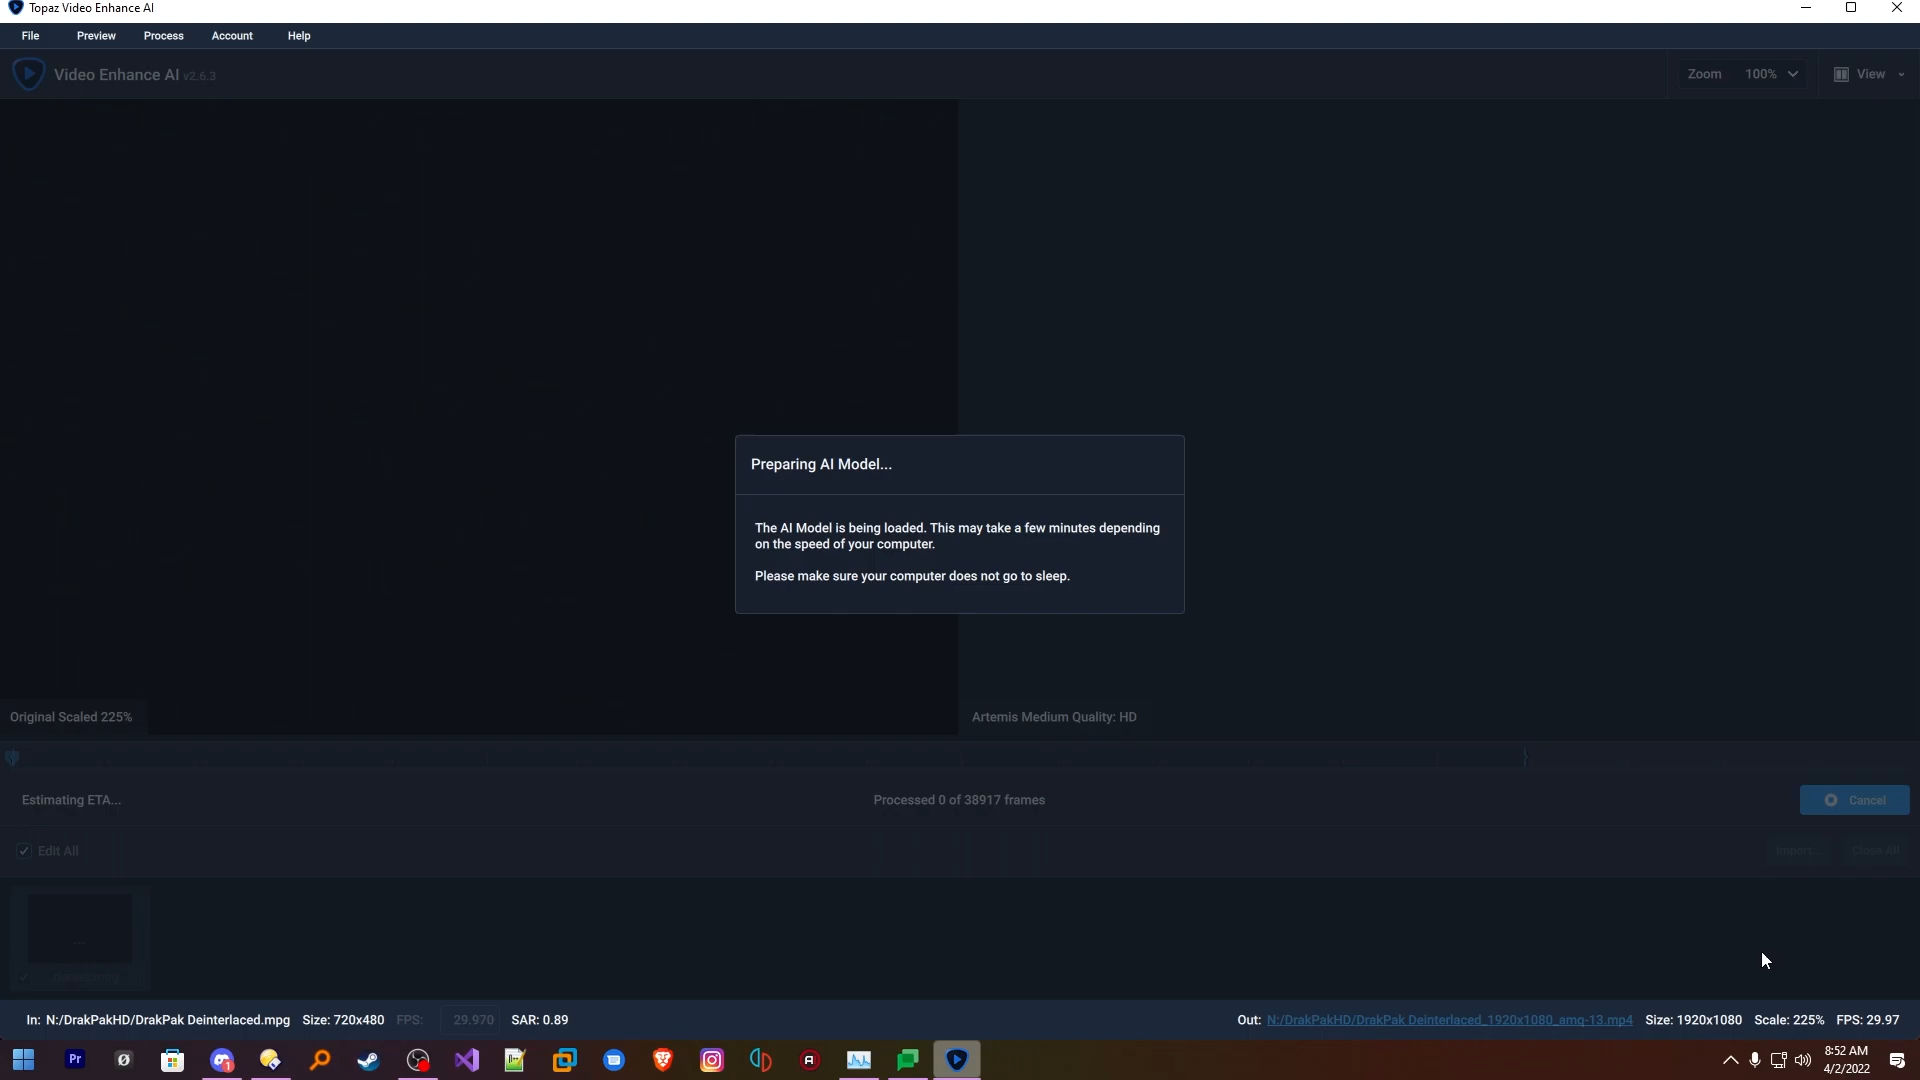 Topaz Video Enhance AI
File Preview Process Account Help
Video Enhance AI v2.6.3
Zoom 100% View
Preparing AI Model...
The AI Model is being loaded. This may take a few minutes depending
on the speed of your computer.
Please make sure your computer does not go to sleep.
Original Scaled 225%
Artemis Medium Quality: HD
Estimating ETA...
Processed 0 of 38917 frames
Cancel
Edit All
Import...
Close All
In: N:/DrakPakHD/DrakPak Deinterlaced.mpg Size: 720x480 FPS: 29.970 SAR: 0.89
Out: N:/DrakPakHD/DrakPak Deinterlaced_1920x1080_amq-13.mp4 Size: 1920x1080 Scale: 225% FPS: 29.97
Pr
1
8:52 AM
4/2/2022